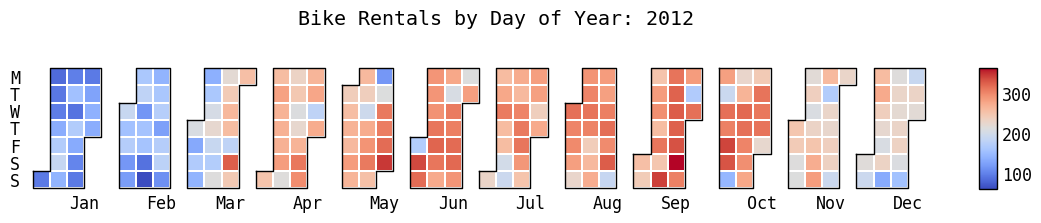 Bike Rentals by Day of Year: 2012
M
T
W
T
F
S
S
300
200
100
Jan Feb Mar Apr May Jun Jul Aug Sep Oct Nov Dec